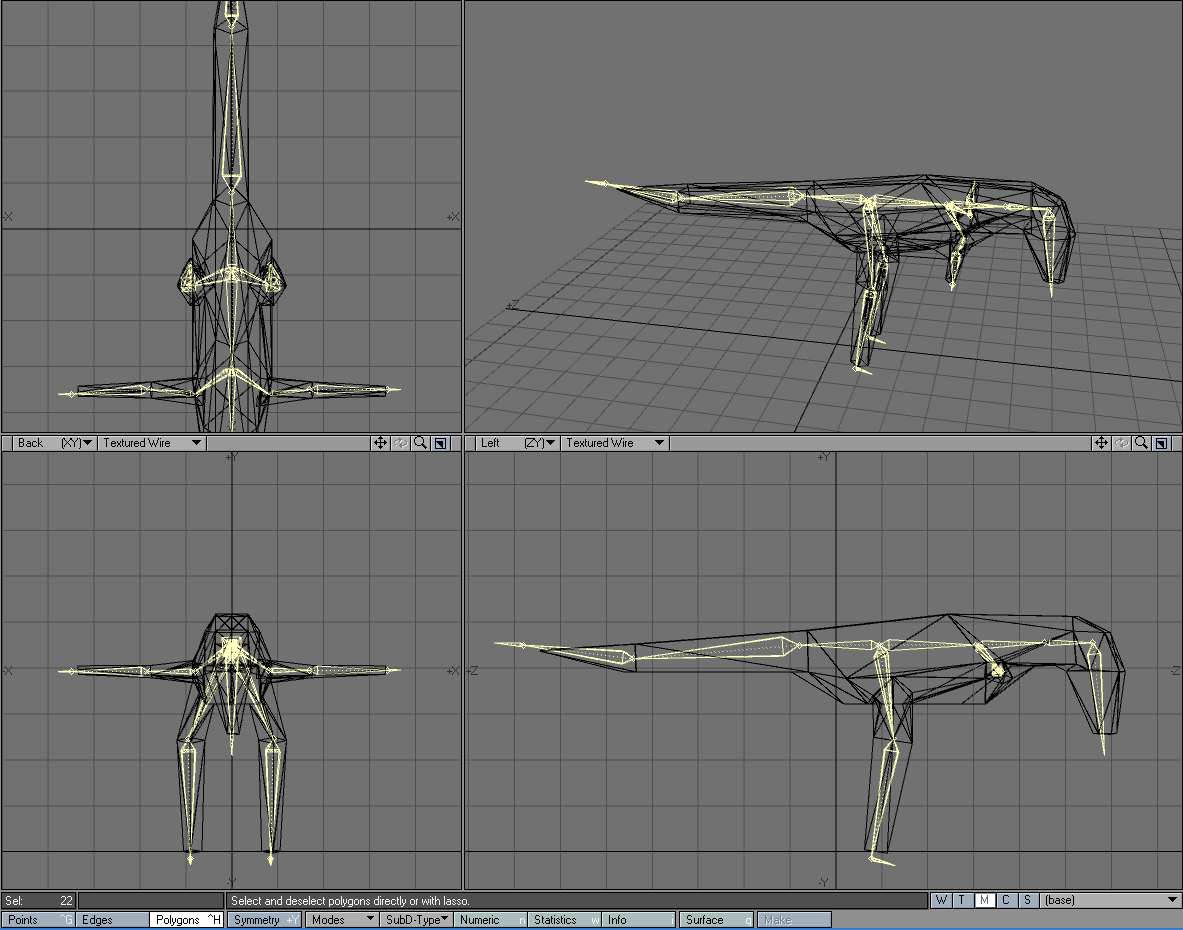 -X
+X
+Z
Back (XY) Textured Wire
Left (ZY) Textured Wire
+Y
+Y
-X
+X
-Z
-Z
-Y
-Y
Sel: 22
Select and deselect polygons directly or with lasso.
W T M C S (base)
Points ^G Edges Polygons ^H Symmetry +Y Modes SubD-Type Numeric n Statistics w Info i Surface q Make